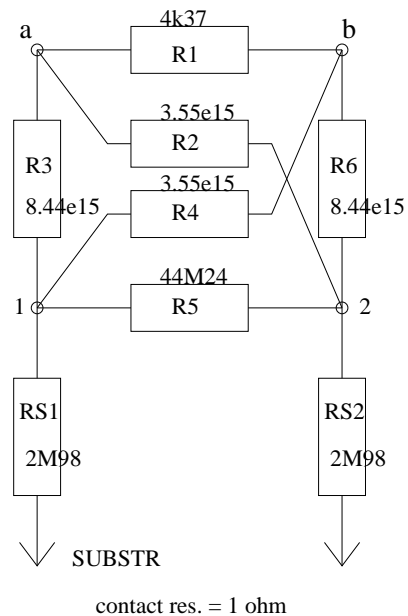 4k37
a
b
R1
3.55e15
R2
R3
R6
3.55e15
8.44e15
8.44e15
R4
44M24
1
R5
2
RS1
RS2
2M98
2M98
SUBSTR
contact res. = 1 ohm